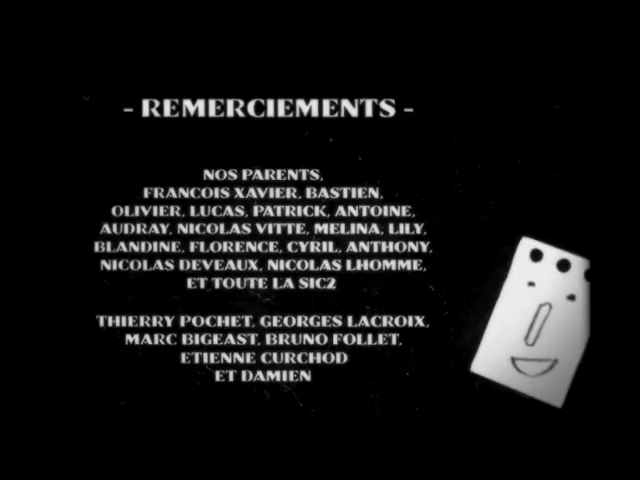 - REMERCIEMENTS -
NOS PARENTS,
FRANCOIS XAVIER, BASTIEN,
OLIVIER, LUCAS, PATRICK, ANTOINE,
AUDRAY, NICOLAS VITTE, MELINA, LILY,
BLANDINE, FLORENCE, CYRIL, ANTHONY,
NICOLAS DEVEAUX, NICOLAS LHOMME,
ET TOUTE LA SIC2
THIERRY POCHET, GEORGES LACROIX,
MARC BIGEAST, BRUNO FOLLET,
ETIENNE CURCHOD
ET DAMIEN